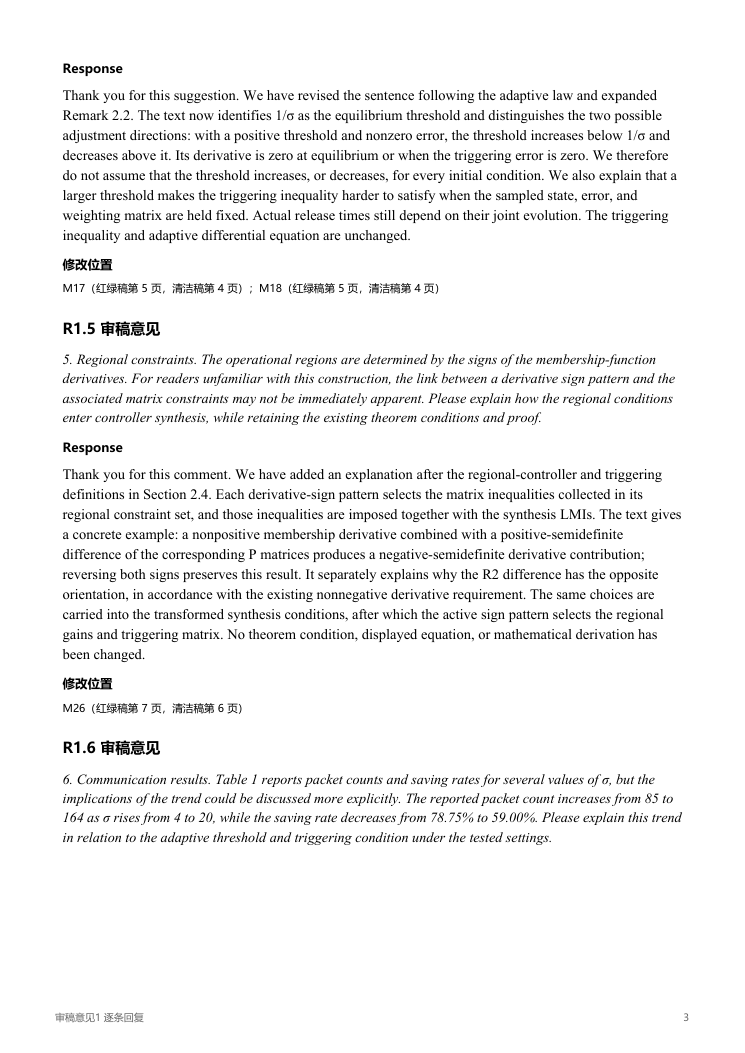 Response
Thank you for this suggestion. We have revised the sentence following the adaptive law and expanded
Remark 2.2. The text now identifies 1/σ as the equilibrium threshold and distinguishes the two possible
adjustment directions: with a positive threshold and nonzero error, the threshold increases below 1/σ and
decreases above it. Its derivative is zero at equilibrium or when the triggering error is zero. We therefore
do not assume that the threshold increases, or decreases, for every initial condition. We also explain that a
larger threshold makes the triggering inequality harder to satisfy when the sampled state, error, and
weighting matrix are held fixed. Actual release times still depend on their joint evolution. The triggering
inequality and adaptive differential equation are unchanged.
修改位置
M17（红绿稿第 5 页，清洁稿第 4 页）；M18（红绿稿第 5 页，清洁稿第 4 页）
R1.5 审稿意见
5. Regional constraints. The operational regions are determined by the signs of the membership-function
derivatives. For readers unfamiliar with this construction, the link between a derivative sign pattern and the
associated matrix constraints may not be immediately apparent. Please explain how the regional conditions
enter controller synthesis, while retaining the existing theorem conditions and proof.
Response
Thank you for this comment. We have added an explanation after the regional-controller and triggering
definitions in Section 2.4. Each derivative-sign pattern selects the matrix inequalities collected in its
regional constraint set, and those inequalities are imposed together with the synthesis LMIs. The text gives
a concrete example: a nonpositive membership derivative combined with a positive-semidefinite
difference of the corresponding P matrices produces a negative-semidefinite derivative contribution;
reversing both signs preserves this result. It separately explains why the R2 difference has the opposite
orientation, in accordance with the existing nonnegative derivative requirement. The same choices are
carried into the transformed synthesis conditions, after which the active sign pattern selects the regional
gains and triggering matrix. No theorem condition, displayed equation, or mathematical derivation has
been changed.
修改位置
M26（红绿稿第 7 页，清洁稿第 6 页）
R1.6 审稿意见
6. Communication results. Table 1 reports packet counts and saving rates for several values of σ, but the
implications of the trend could be discussed more explicitly. The reported packet count increases from 85 to
164 as σ rises from 4 to 20, while the saving rate decreases from 78.75% to 59.00%. Please explain this trend
in relation to the adaptive threshold and triggering condition under the tested settings.
审稿意见1 逐条回复
3